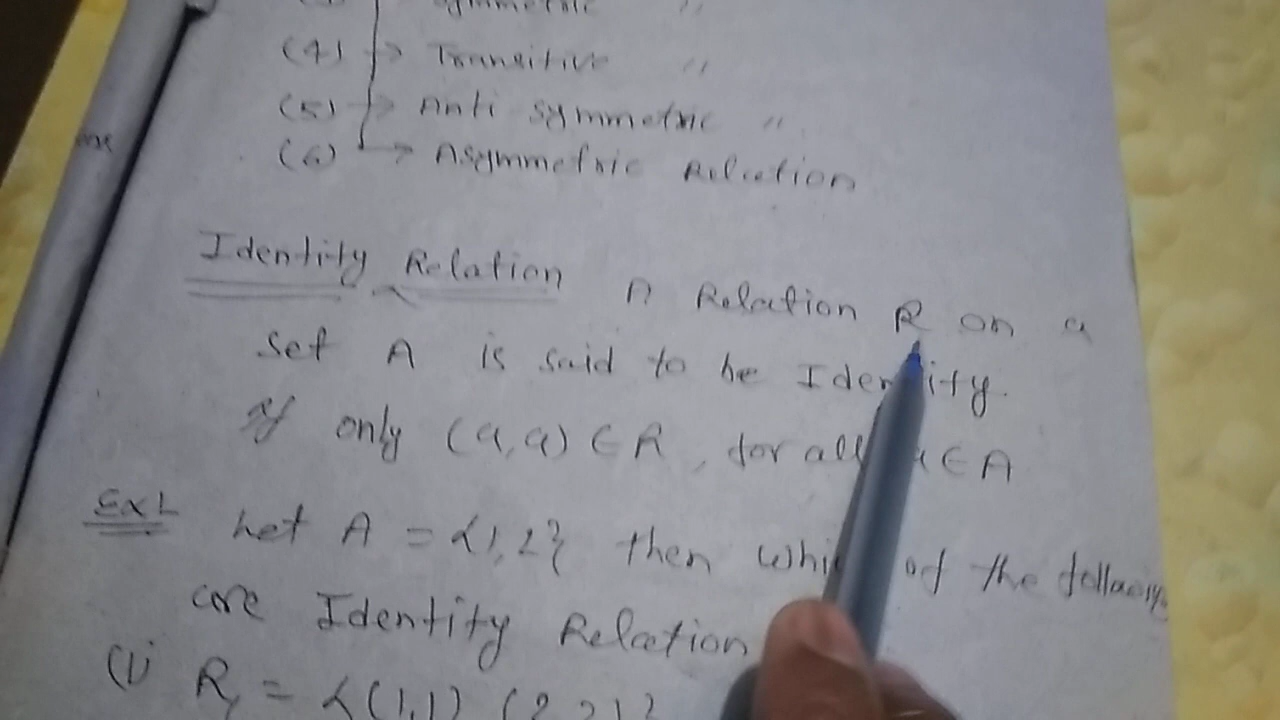 Symmetric "
(4) → Transitive "
(5) → Anti Symmetric "
(6) → Asymmetric Relation
Identity Relation A Relation R on a
Set A is said to be Identity.
If only (a,a) ∈ R, for all a ∈ A
Ex1 Let A = {1,2} then which of the following
are Identity Relation
(1) R₁ = {(1,1) (2,2)}